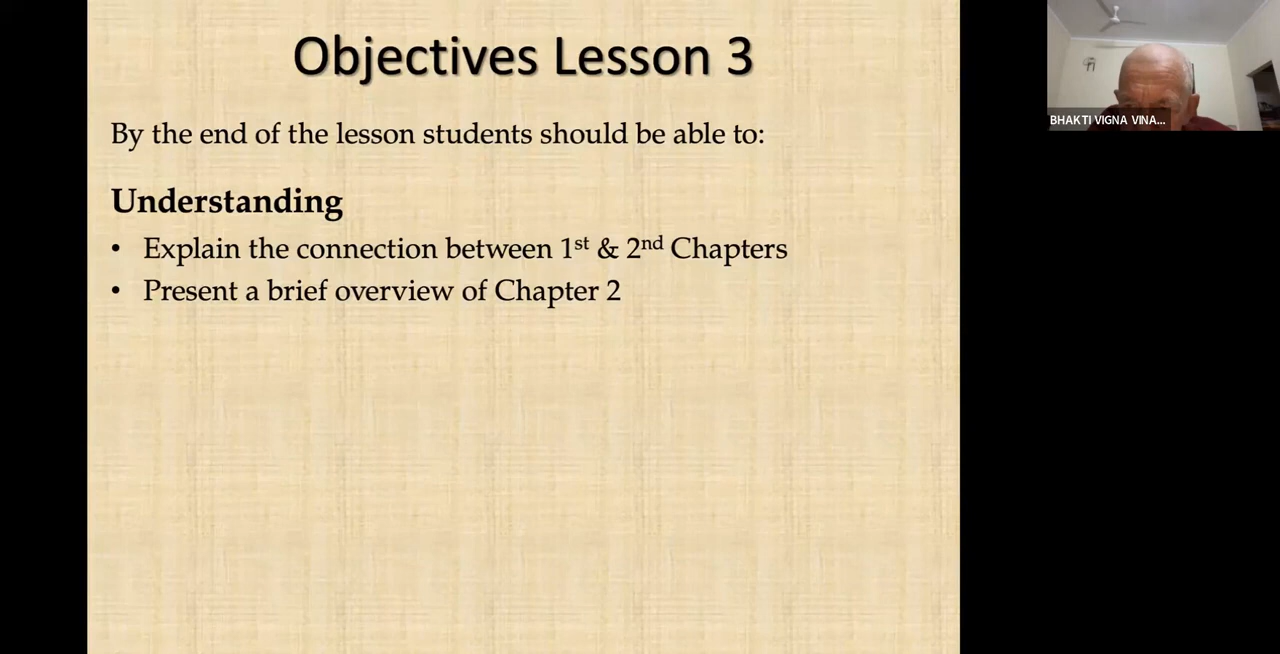 Objectives Lesson 3
By the end of the lesson students should be able to:
Understanding
• Explain the connection between 1st & 2nd Chapters
• Present a brief overview of Chapter 2
BHAKTI VIGNA VINA...